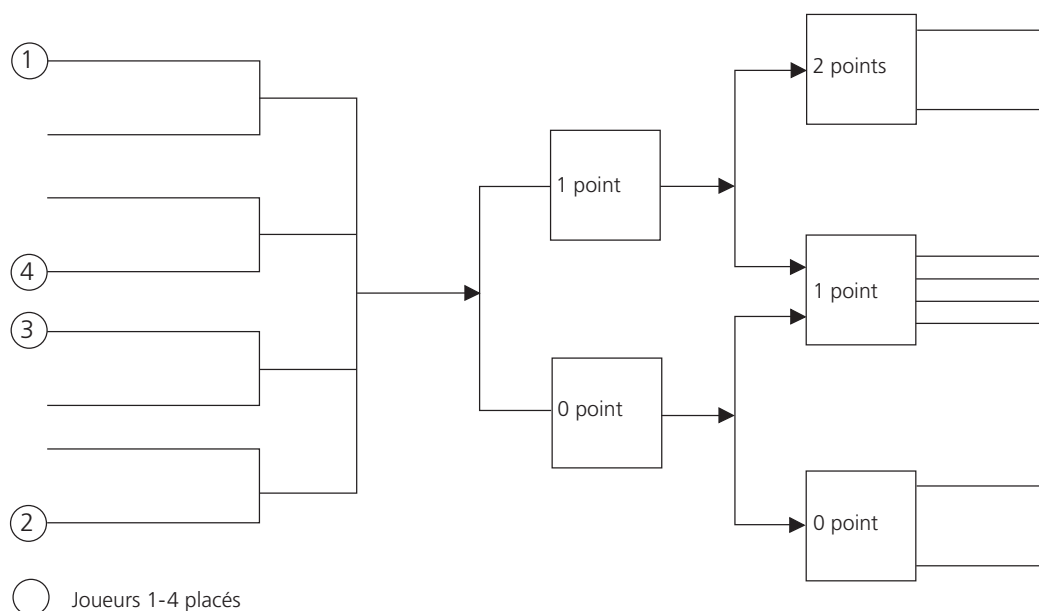 1
4
3
2
1 point
0 point
2 points
1 point
0 point
Joueurs 1-4 placés